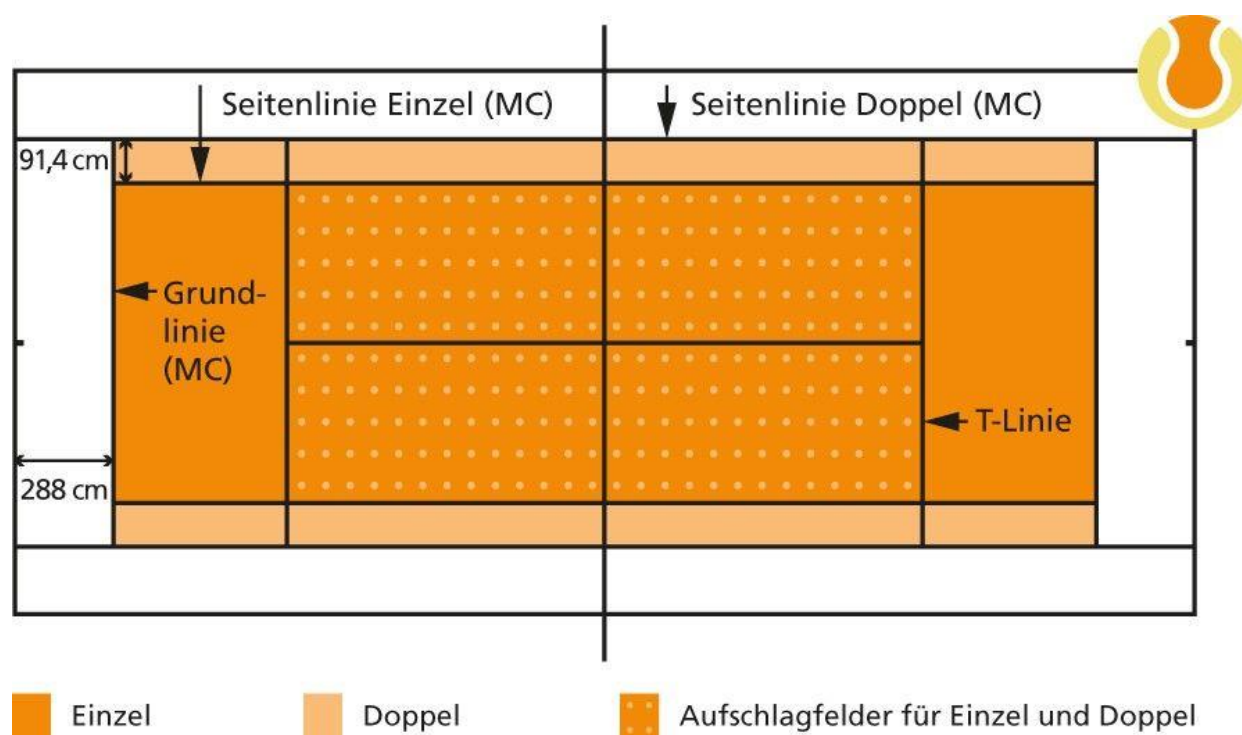 Seitenlinie Einzel (MC)
Seitenlinie Doppel (MC)
91,4 cm
Grund-
linie
(MC)
T-Linie
288 cm
Einzel
Doppel
Aufschlagfelder für Einzel und Doppel